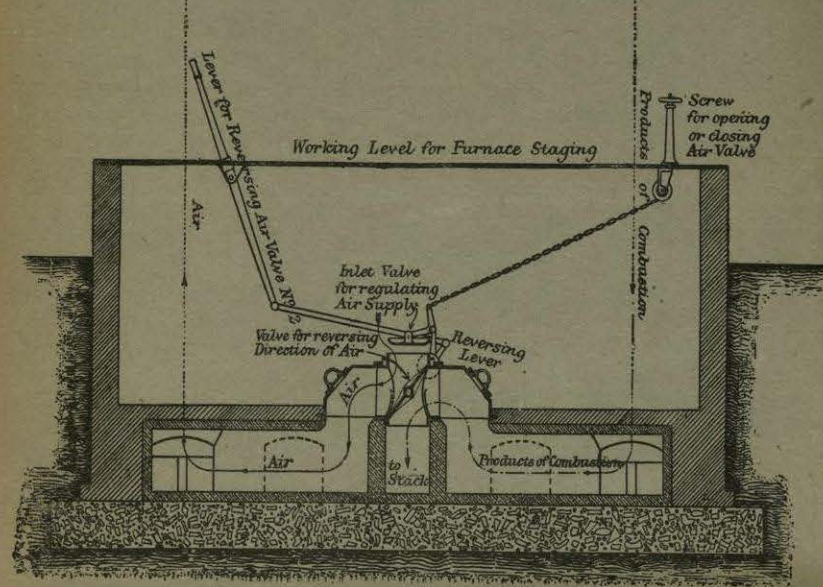 Lever for Reversing Air Valve No. 2
Products of Combustion
Screw
for opening
or closing
Air Valve
Working Level for Furnace Staging
Air
Inlet Valve
for regulating
Air Supply
Valve for reversing
Direction of Air
Reversing
Lever
Air
Air
to
Stack
Products of Combustion